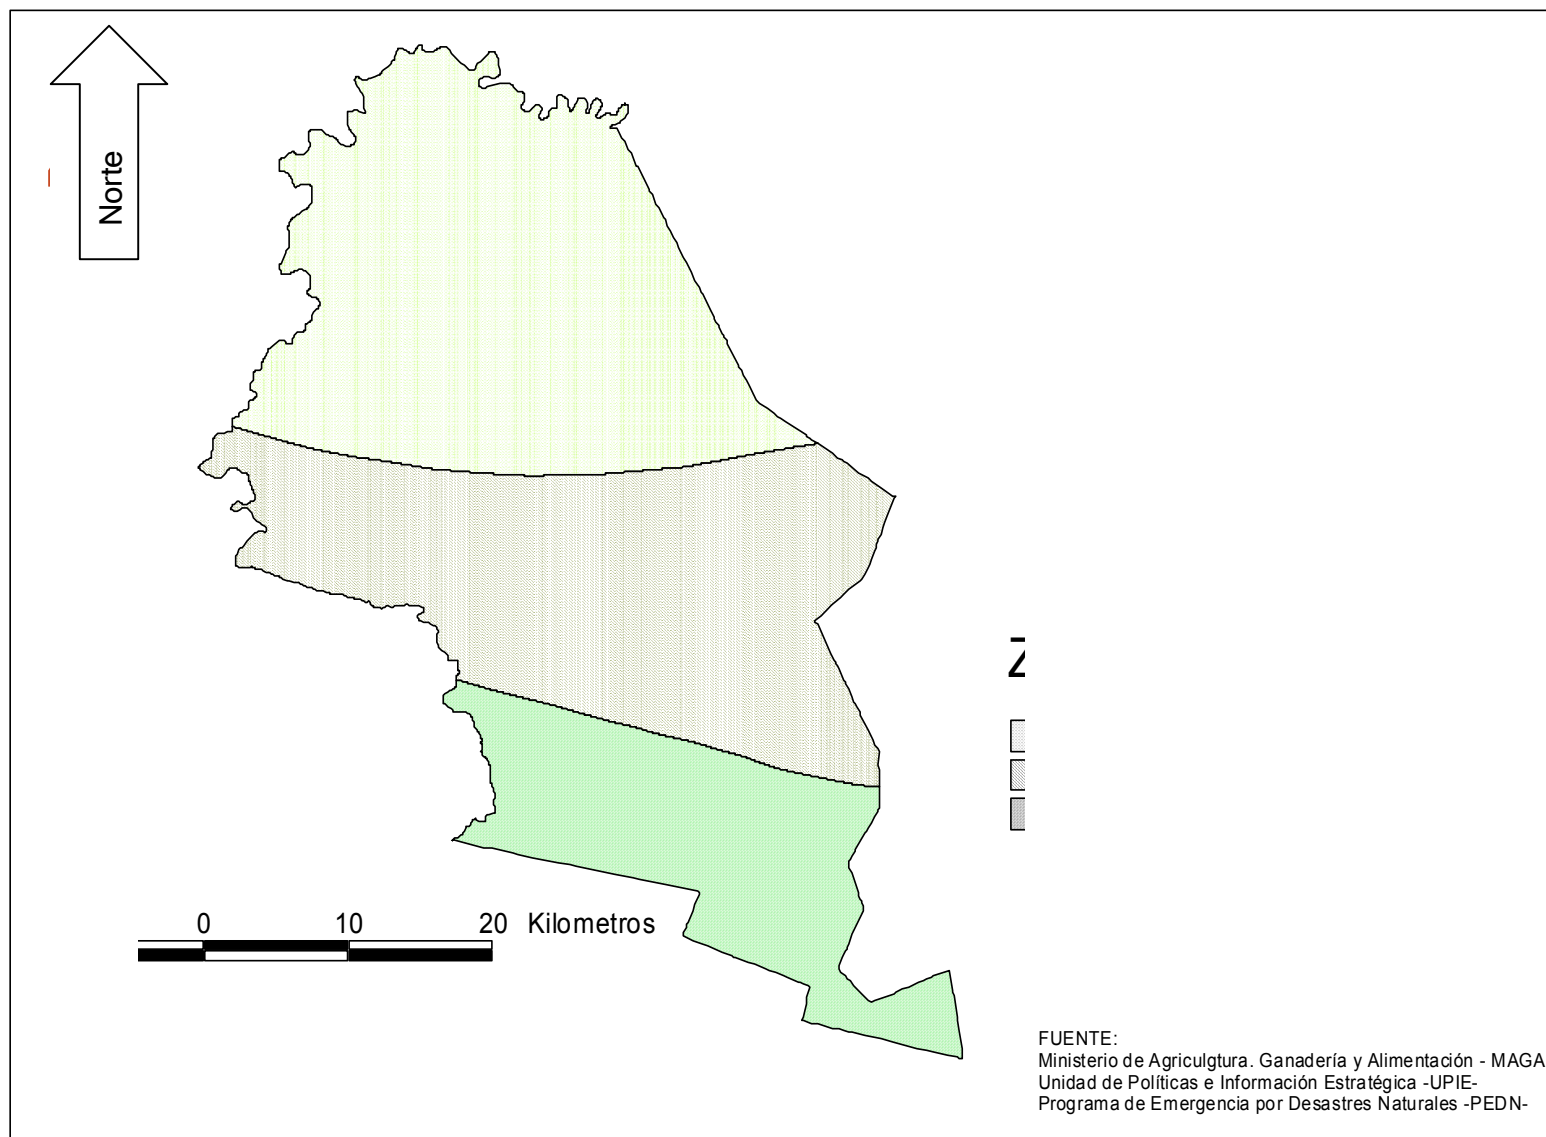 Norte
Z
0 10 20 Kilometros
FUENTE:
Ministerio de Agriculgtura. Ganadería y Alimentación - MAGA
Unidad de Políticas e Información Estratégica -UPIE-
Programa de Emergencia por Desastres Naturales -PEDN-